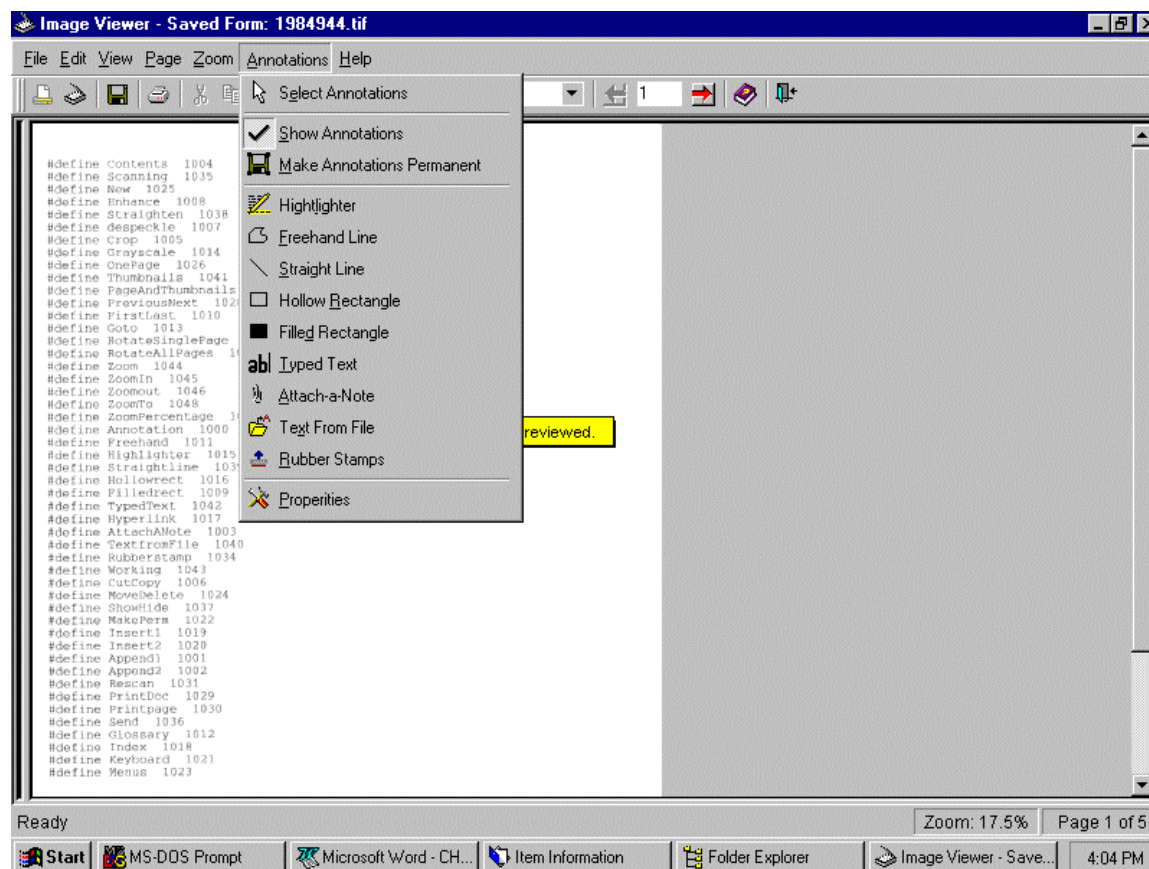 Image Viewer - Saved Form: 1984944.tif
File Edit View Page Zoom Annotations Help
1
Select Annotations
Show Annotations
Make Annotations Permanent
Hightlighter
Freehand Line
Straight Line
Hollow Rectangle
Filled Rectangle
ab Typed Text
Attach-a-Note
Text From File
Rubber Stamps
Properities
#define Contents 1004
#define Scanning 1035
#define New 1025
#define Enhance 1008
#define Straighten 1038
#define despeckle 1007
#define Crop 1005
#define Grayscale 1014
#define OnePage 1026
#define Thumbnails 1041
#define PageAndThumbnails
#define PreviousNext 102
#define FirstLast 1010
#define Goto 1013
#define RotateSinglePage
#define RotateAllPages 1
#define Zoom 1044
#define ZoomIn 1045
#define Zoomout 1046
#define ZoomTo 1048
#define ZoomPercentage 1
#define Annotation 1000
#define Freehand 1011
#define Highlighter 1015
#define Straightline 103
#define Hollowrect 1016
#define Filledrect 1009
#define TypedText 1042
#define Hyperlink 1017
#define AttachANote 1003
#define TextfromFile 1040
#define Rubberstamp 1034
#define Working 1043
#define CutCopy 1006
#define MoveDelete 1024
#define ShowHide 1037
#define MakePerm 1022
#define Insert1 1019
#define Insert2 1020
#define Append1 1001
#define Append2 1002
#define Rescan 1031
#define PrintDoc 1029
#define Printpage 1030
#define Send 1036
#define Glossary 1012
#define Index 1018
#define Keyboard 1021
#define Menus 1023
reviewed.
Ready Zoom: 17.5% Page 1 of 5
Start MS-DOS Prompt Microsoft Word - CH... Item Information Folder Explorer Image Viewer - Save... 4:04 PM